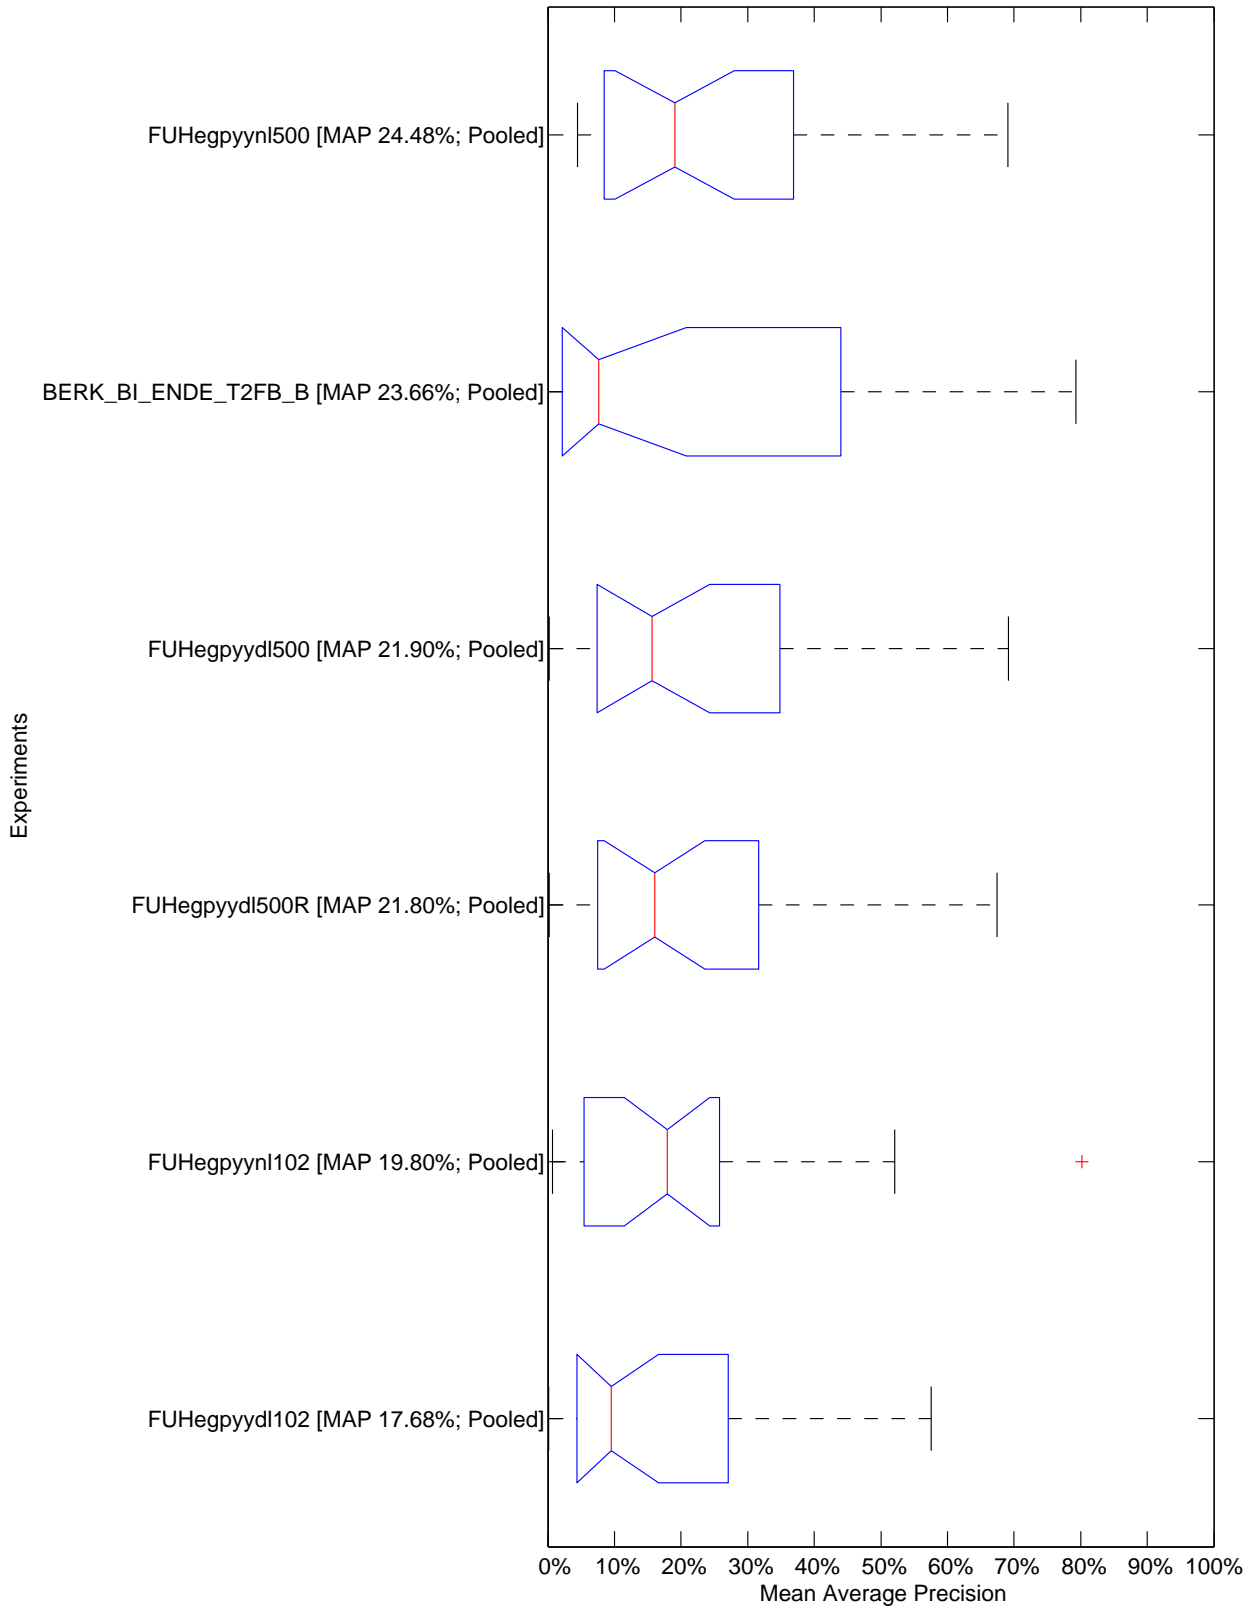 FUHegpyynl500 [MAP 24.48%; Pooled]
BERK_BI_ENDE_T2FB_B [MAP 23.66%; Pooled]
FUHegpyydl500 [MAP 21.90%; Pooled]
FUHegpyydl500R [MAP 21.80%; Pooled]
FUHegpyynl102 [MAP 19.80%; Pooled]
FUHegpyydl102 [MAP 17.68%; Pooled]
Experiments
0% 10% 20% 30% 40% 50% 60% 70% 80% 90% 100%
Mean Average Precision